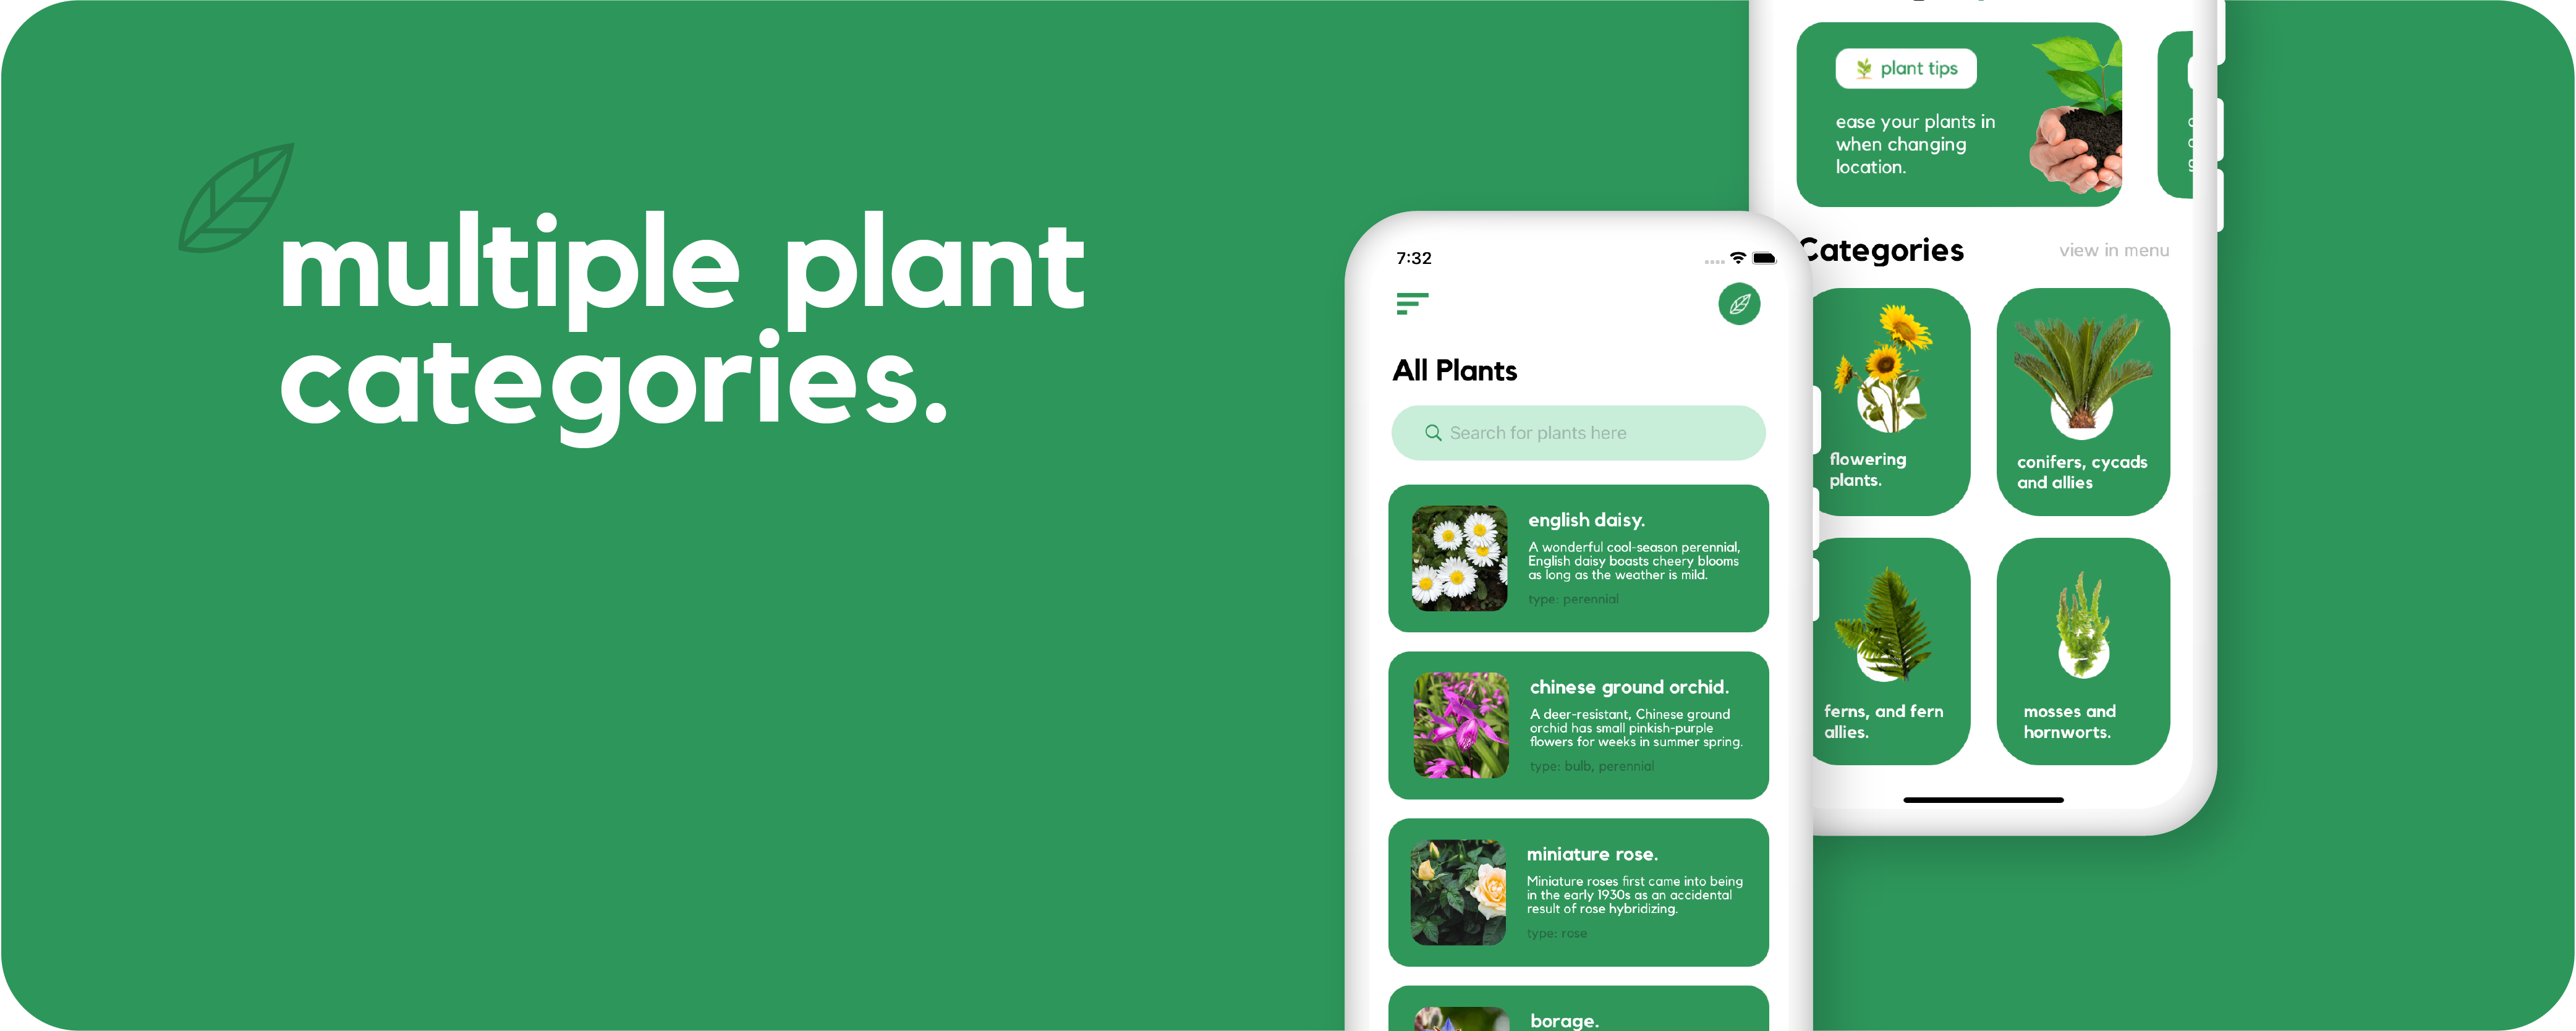 multiple plant
categories.
7:32
All Plants
Search for plants here
english daisy.
A wonderful cool-season perennial,
English daisy boasts cheery blooms
as long as the weather is mild.
type: perennial
chinese ground orchid.
A deer-resistant, Chinese ground
orchid has small pinkish-purple
flowers for weeks in summer spring.
type: bulb, perennial
miniature rose.
Miniature roses first came into being
in the early 1930s as an accidental
result of rose hybridizing.
type: rose
borage.
plant tips
ease your plants in
when changing
location.
Categories
view in menu
flowering
plants.
conifers, cycads
and allies
ferns, and fern
allies.
mosses and
hornworts.